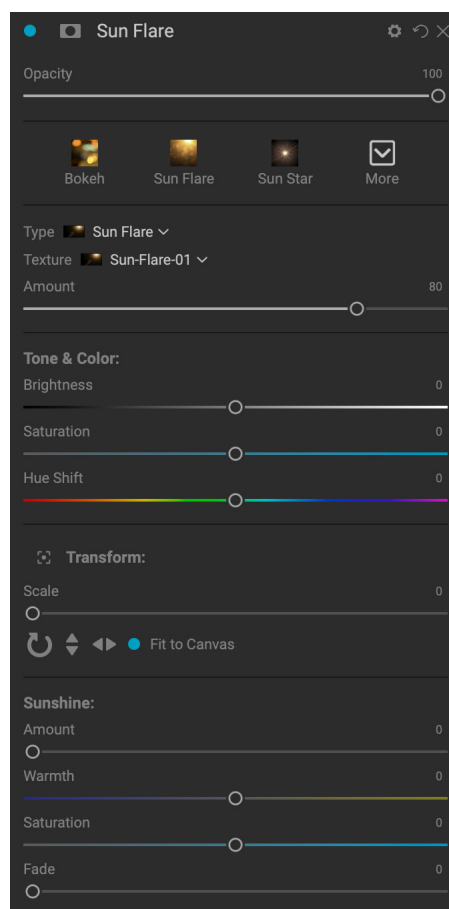 Sun Flare
Opacity 100
Bokeh Sun Flare Sun Star More
Type Sun Flare
Texture Sun-Flare-01
Amount 80
Tone & Color:
Brightness 0
Saturation 0
Hue Shift 0
Transform:
Scale 0
Fit to Canvas
Sunshine:
Amount 0
Warmth 0
Saturation 0
Fade 0